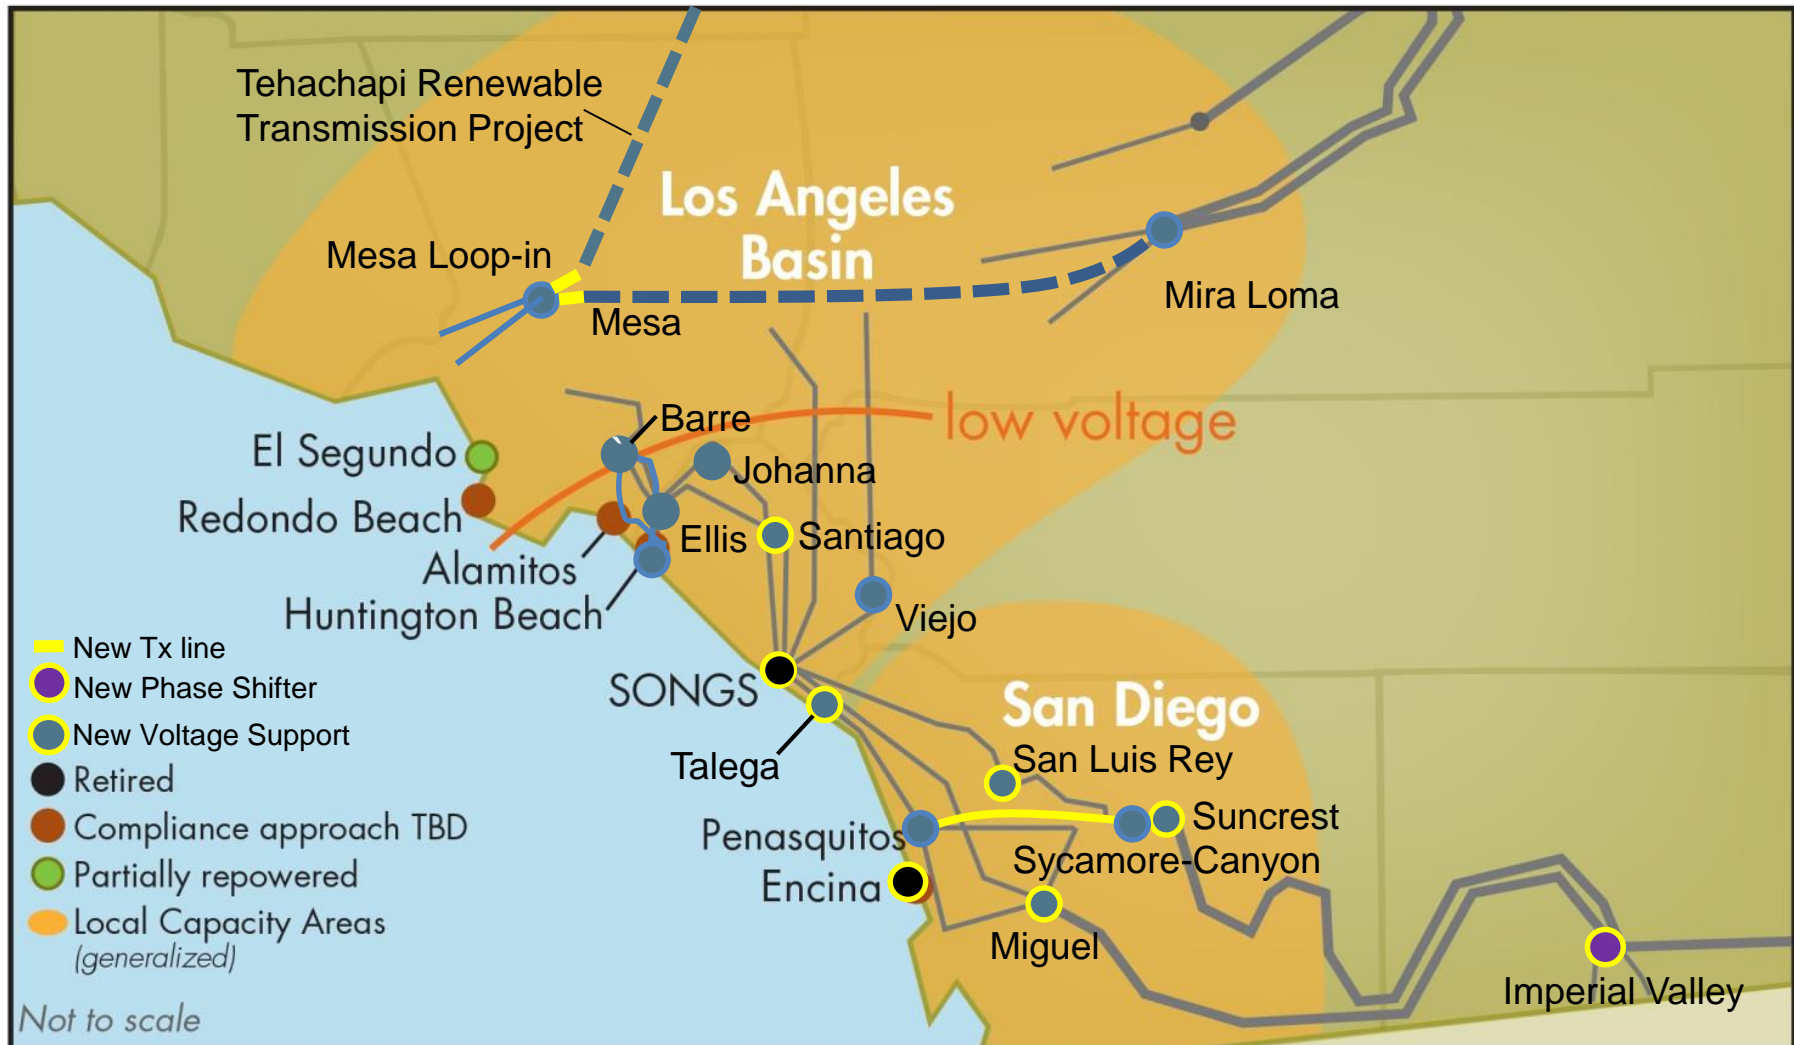 Tehachapi Renewable
Transmission Project
Los Angeles
Basin
Mesa Loop-in
Mesa
Mira Loma
Barre
low voltage
El Segundo
Johanna
Redondo Beach
Ellis
Santiago
Alamitos
Huntington Beach
Viejo
New Tx line
New Phase Shifter
New Voltage Support
Retired
Compliance approach TBD
Partially repowered
Local Capacity Areas
(generalized)
Not to scale
SONGS
San Diego
Talega
San Luis Rey
Penasquitos
Suncrest
Sycamore-Canyon
Encina
Miguel
Imperial Valley